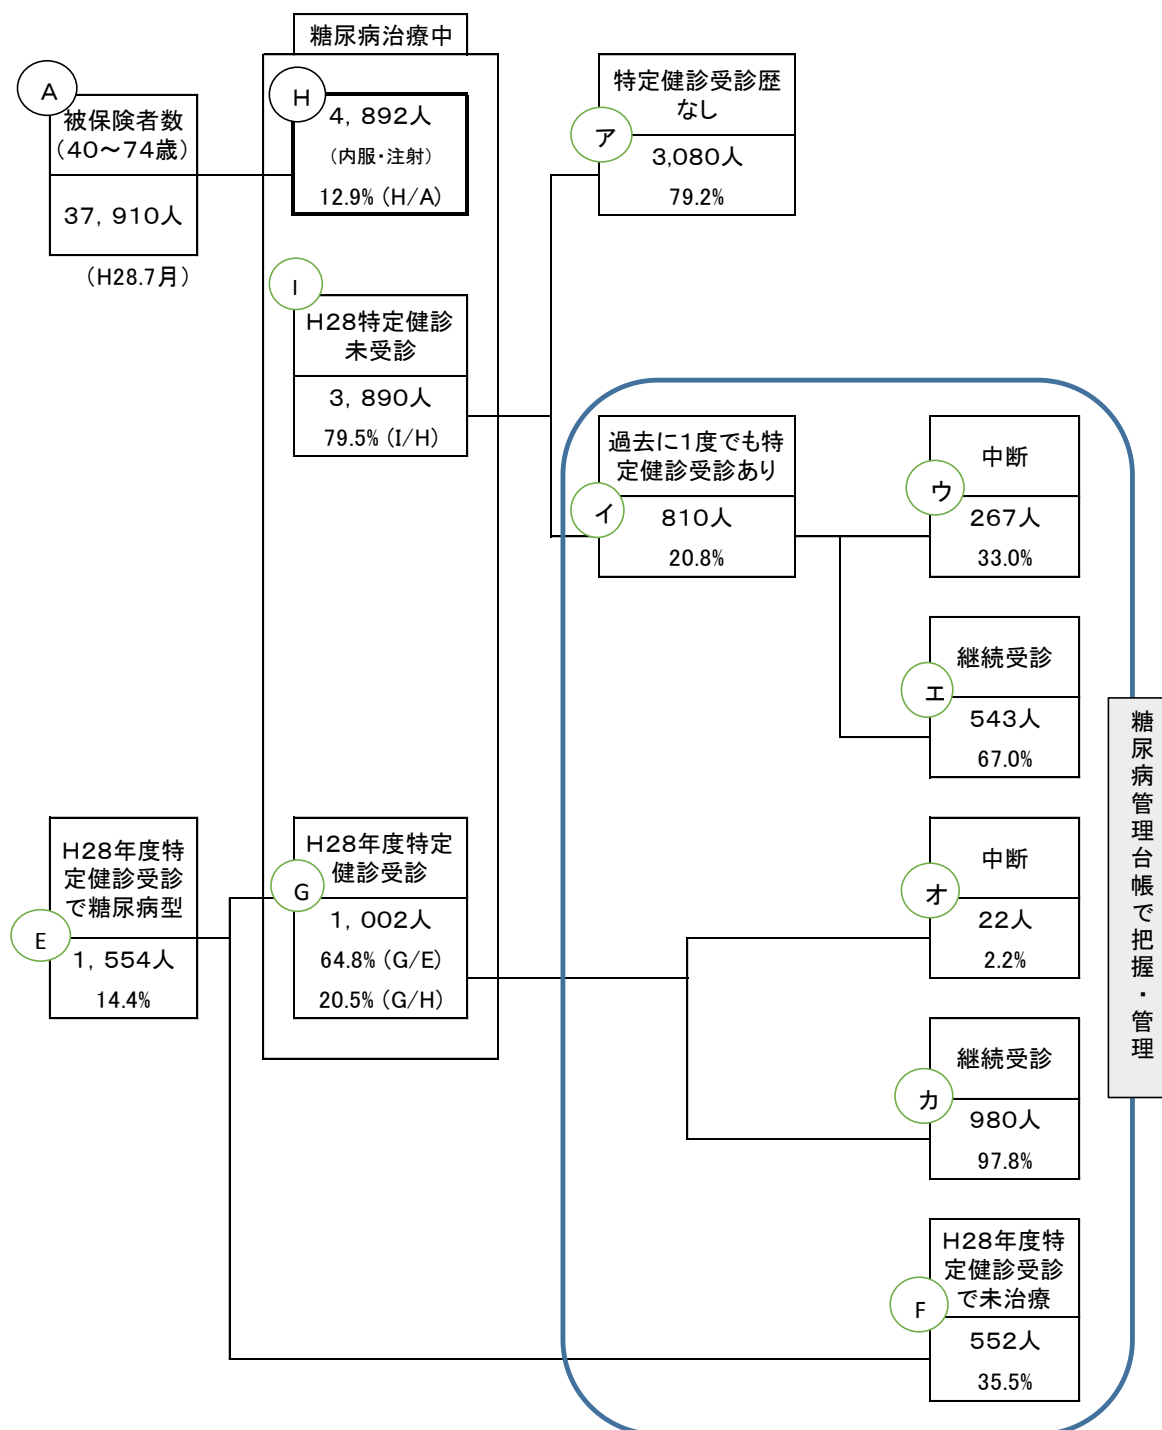 糖尿病治療中
A
被保険者数
（40～74歳）
37，910人
（H28.7月）
H
4，892人
（内服・注射）
12.9%（H/A）
ア
特定健診受診歴
なし
3,080人
79.2%
I
H28特定健診
未受診
3，890人
79.5%（I/H）
イ
過去に1度でも特
定健診受診あり
810人
20.8%
ウ
中断
267人
33.0%
エ
継続受診
543人
67.0%
E
H28年度特
定健診受診
で糖尿病型
1，554人
14.4%
G
H28年度特定
健診受診
1，002人
64.8%（G/E）
20.5%（G/H）
オ
中断
22人
2.2%
カ
継続受診
980人
97.8%
F
H28年度特
定健診受診
で未治療
552人
35.5%
糖尿病管理台帳で把握・管理